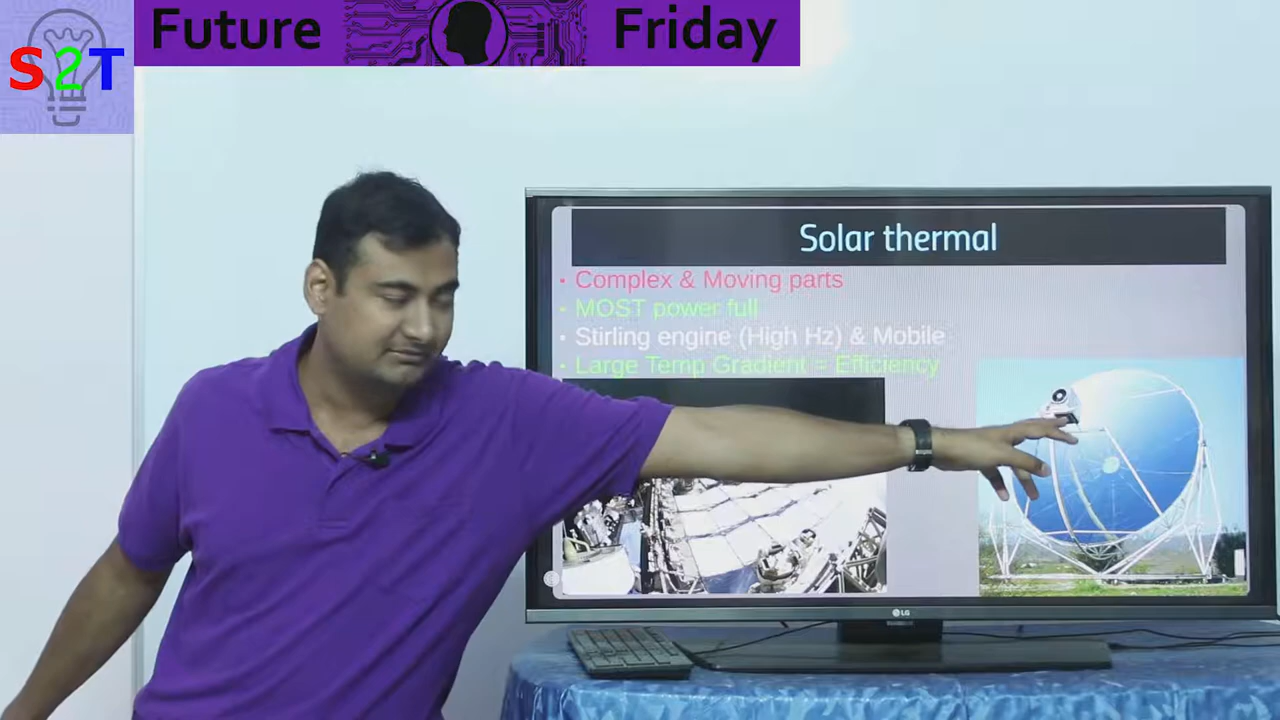 Future Friday
S2T
Solar thermal
• Complex & Moving parts
• MOST power full
• Stirling engine (High Hz) & Mobile
• Large Temp Gradient = Efficiency
LG